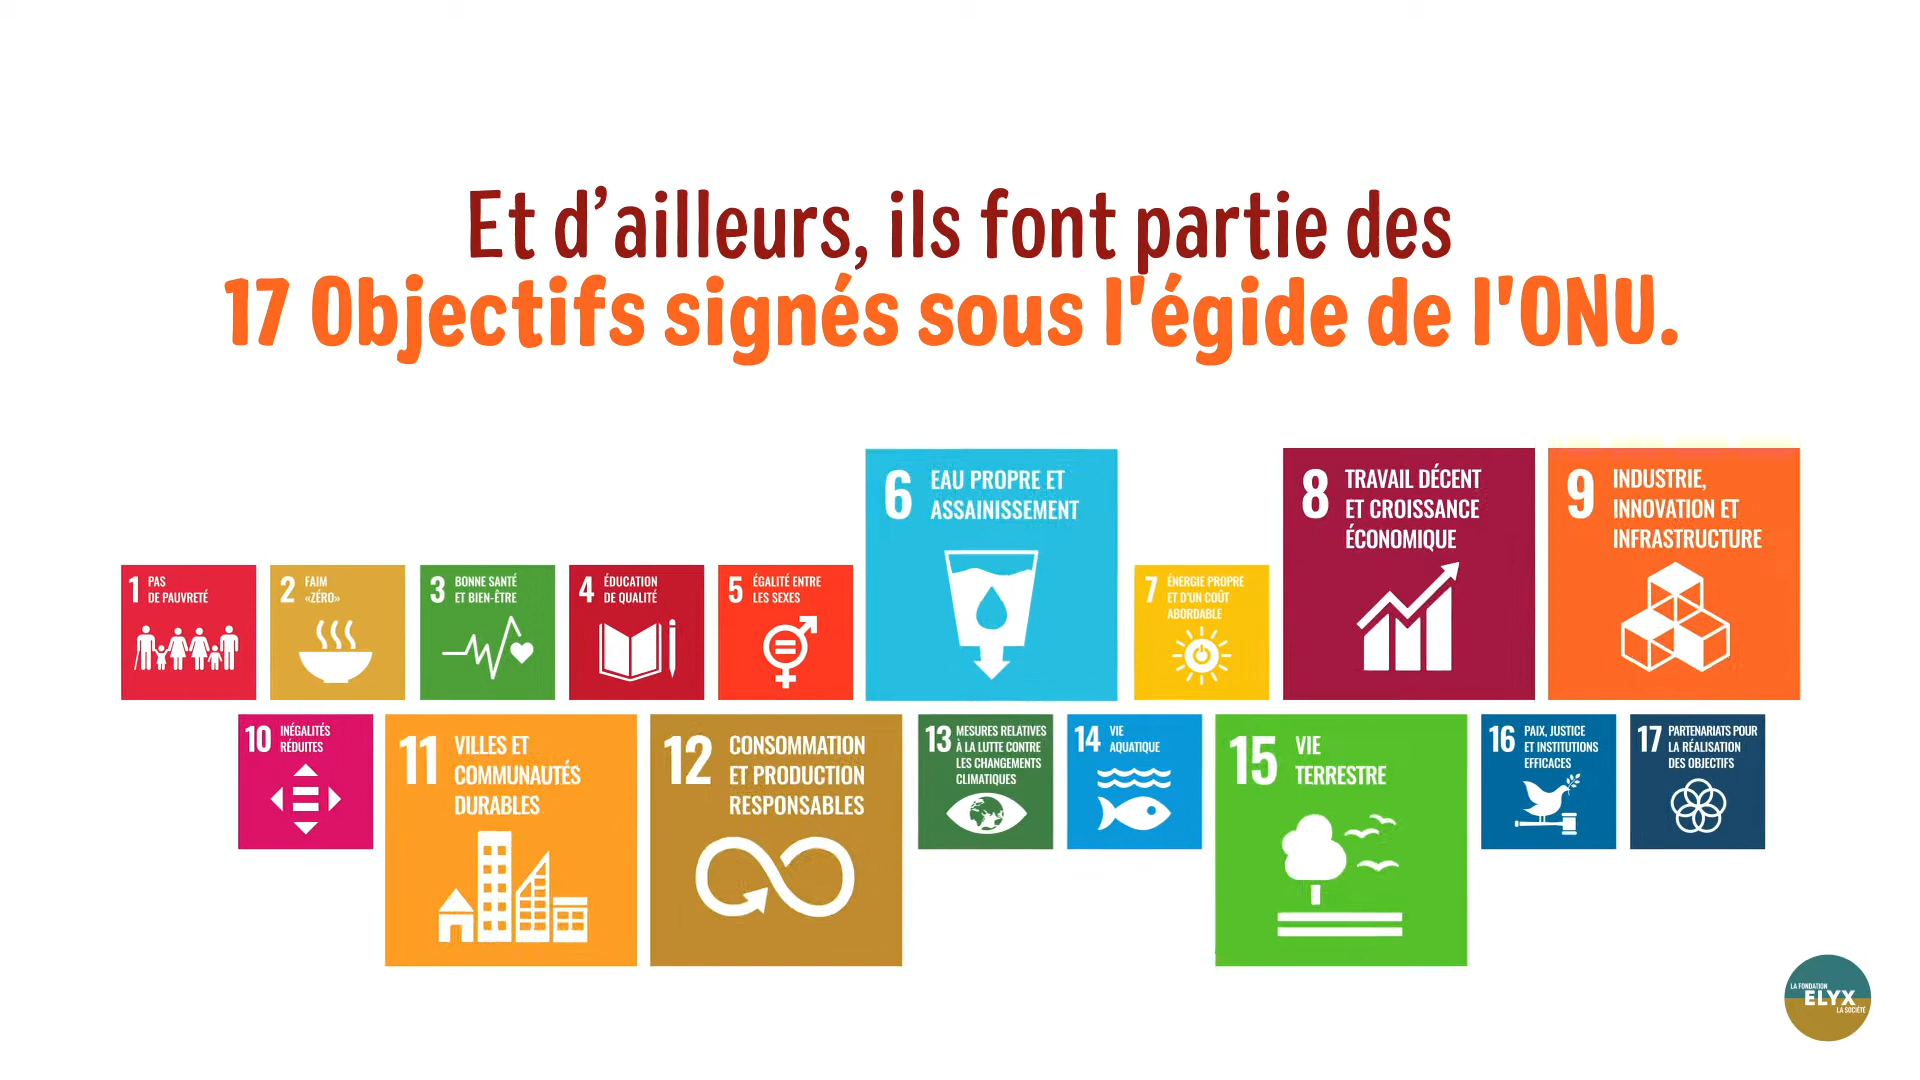 Et d’ailleurs, ils font partie des
17 Objectifs signés sous l'égide de l'ONU.
1 PAS
DE PAUVRETÉ
2 FAIM
«ZÉRO»
3 BONNE SANTÉ
ET BIEN-ÊTRE
4 ÉDUCATION
DE QUALITÉ
5 ÉGALITÉ ENTRE
LES SEXES
6 EAU PROPRE ET
ASSAINISSEMENT
7 ÉNERGIE PROPRE
ET D'UN COÛT
ABORDABLE
8 TRAVAIL DÉCENT
ET CROISSANCE
ÉCONOMIQUE
9 INDUSTRIE,
INNOVATION ET
INFRASTRUCTURE
10 INÉGALITÉS
RÉDUITES
11 VILLES ET
COMMUNAUTÉS
DURABLES
12 CONSOMMATION
ET PRODUCTION
RESPONSABLES
13 MESURES RELATIVES
À LA LUTTE CONTRE
LES CHANGEMENTS
CLIMATIQUES
14 VIE
AQUATIQUE
15 VIE
TERRESTRE
16 PAIX, JUSTICE
ET INSTITUTIONS
EFFICACES
17 PARTENARIATS POUR
LA RÉALISATION
DES OBJECTIFS
LA FONDATION
ELYX
LA SOCIÉTÉ